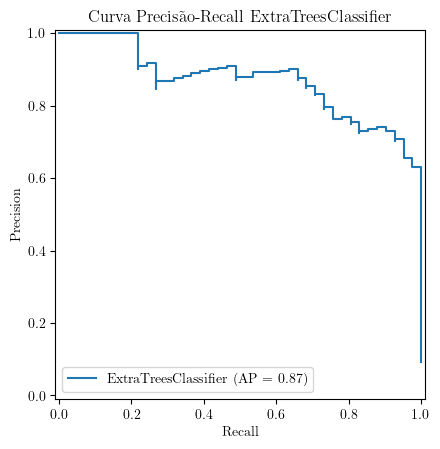 Curva Precisão-Recall ExtraTreesClassifier
1.0
0.8
0.6
0.4
0.2
0.0
Precision
ExtraTreesClassifier (AP = 0.87)
0.0 0.2 0.4 0.6 0.8 1.0
Recall